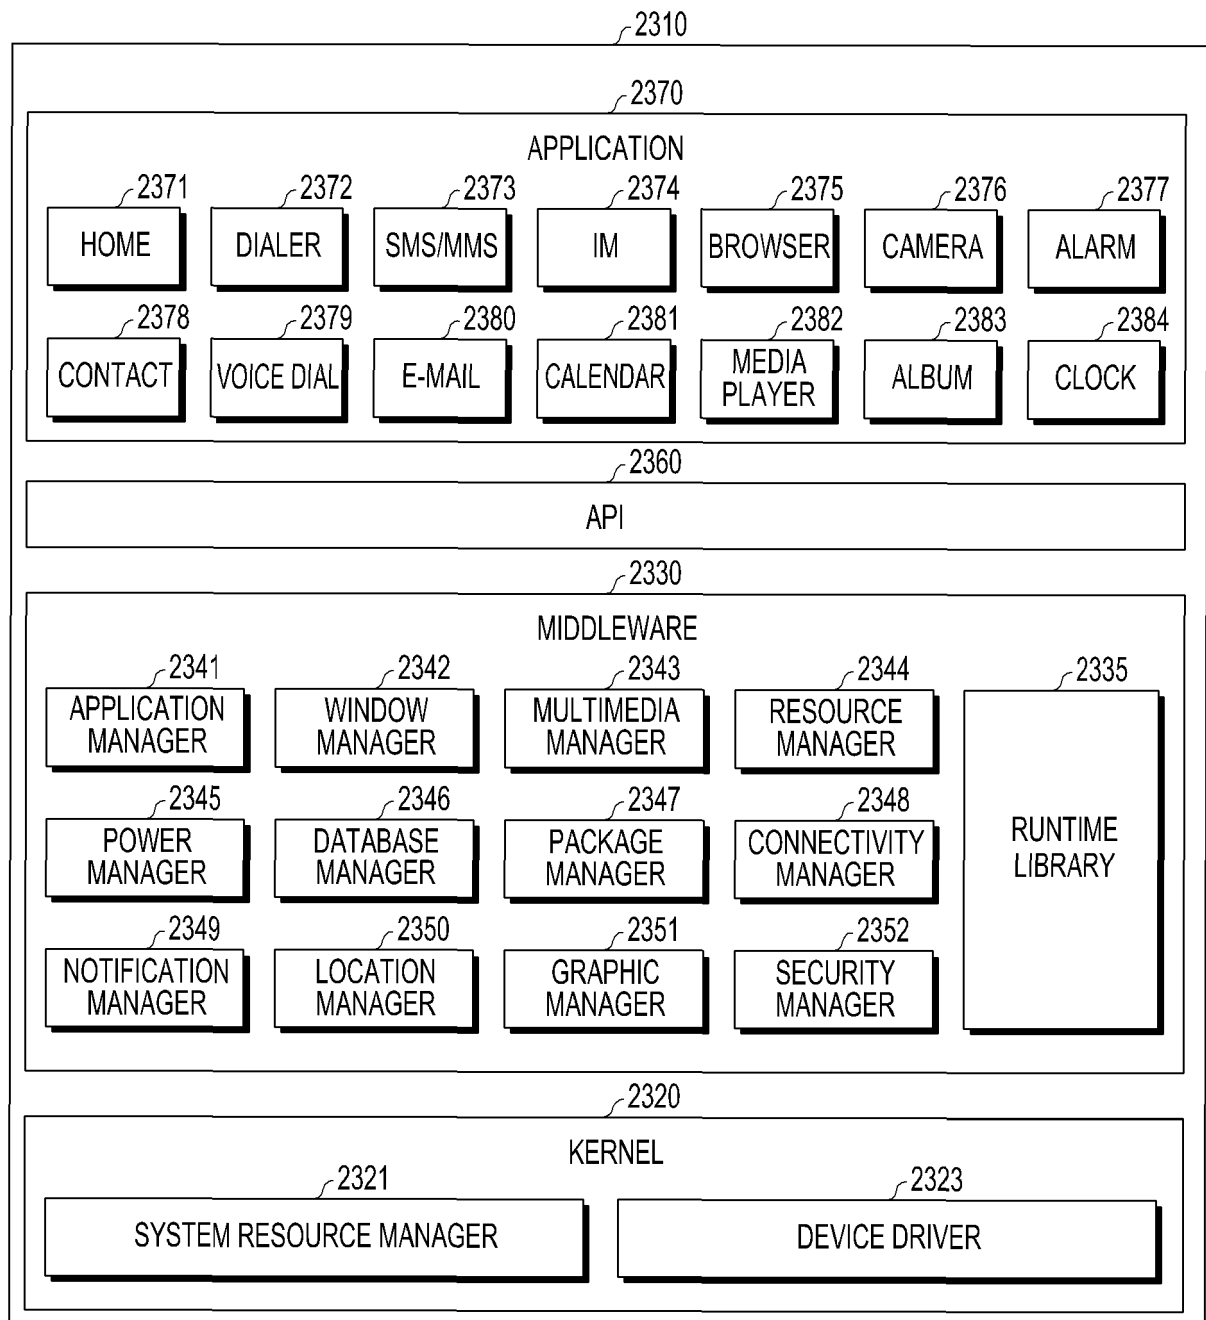 2310
2370
APPLICATION
2371 2372 2373 2374 2375 2376 2377
HOME DIALER SMS/MMS IM BROWSER CAMERA ALARM
2378 2379 2380 2381 2382 2383 2384
CONTACT VOICE DIAL E-MAIL CALENDAR MEDIA PLAYER ALBUM CLOCK
2360
API
2330
MIDDLEWARE
2341 2342 2343 2344 2335
APPLICATION MANAGER WINDOW MANAGER MULTIMEDIA MANAGER RESOURCE MANAGER
2345 2346 2347 2348
POWER MANAGER DATABASE MANAGER PACKAGE MANAGER CONNECTIVITY MANAGER RUNTIME LIBRARY
2349 2350 2351 2352
NOTIFICATION MANAGER LOCATION MANAGER GRAPHIC MANAGER SECURITY MANAGER
2320
KERNEL
2321 2323
SYSTEM RESOURCE MANAGER DEVICE DRIVER